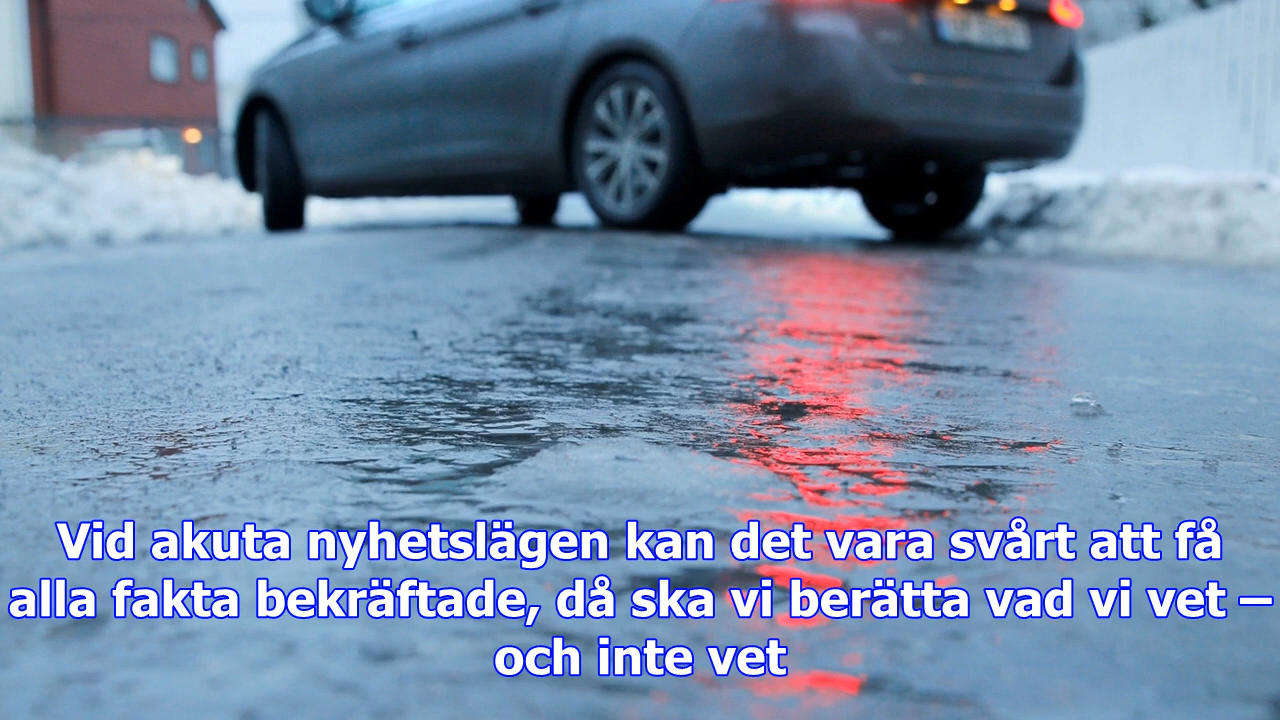 Vid akuta nyhetslägen kan det vara svårt att få
alla fakta bekräftade, då ska vi berätta vad vi vet –
och inte vet